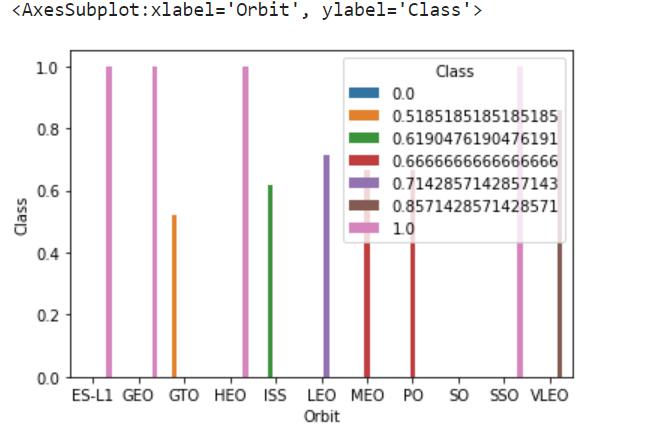 <AxesSubplot:xlabel='Orbit', ylabel='Class'>
Class
1.0
0.8
0.6
0.4
0.2
0.0
Class
0.0
0.5185185185185185
0.6190476190476191
0.6666666666666666
0.7142857142857143
0.8571428571428571
1.0
ES-L1 GEO GTO HEO ISS LEO MEO PO SO SSO VLEO
Orbit